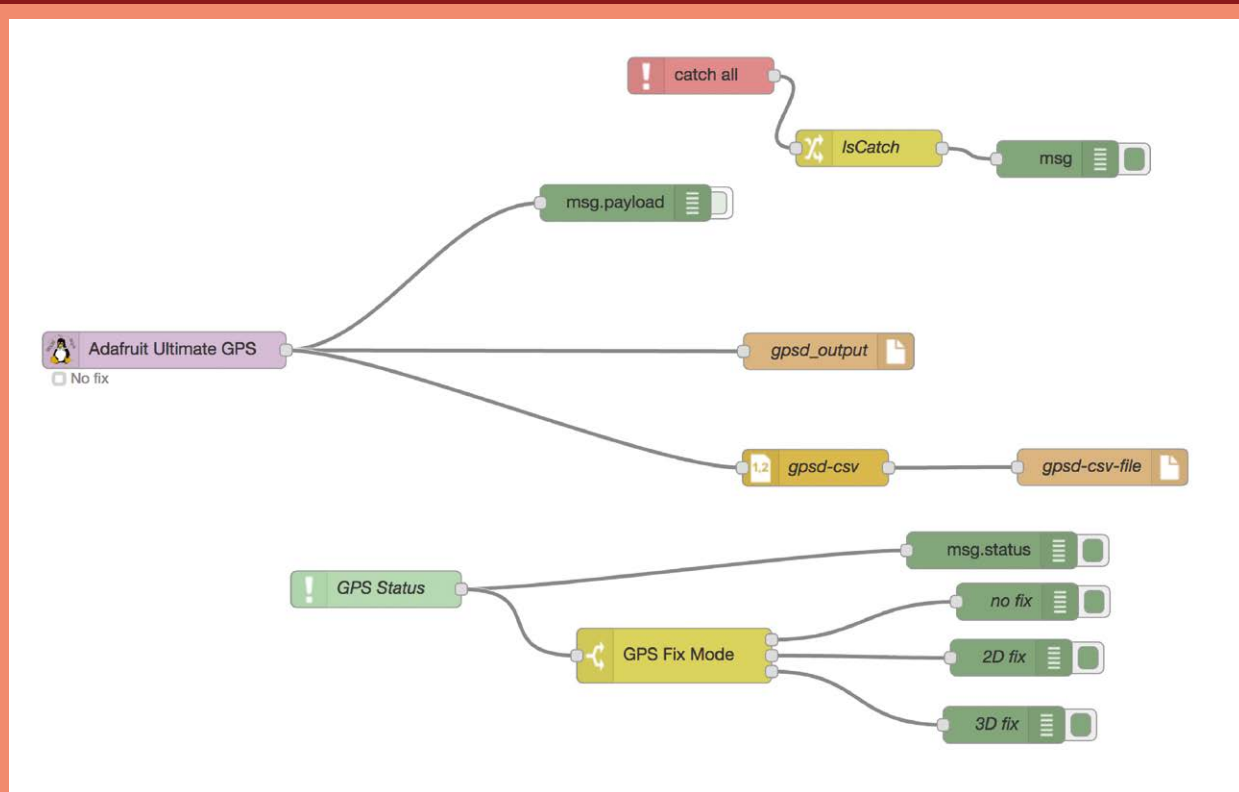 catch all
IsCatch
msg
msg.payload
Adafruit Ultimate GPS
No fix
gpsd_output
1,2
gpsd-csv
gpsd-csv-file
msg.status
GPS Status
no fix
GPS Fix Mode
2D fix
3D fix